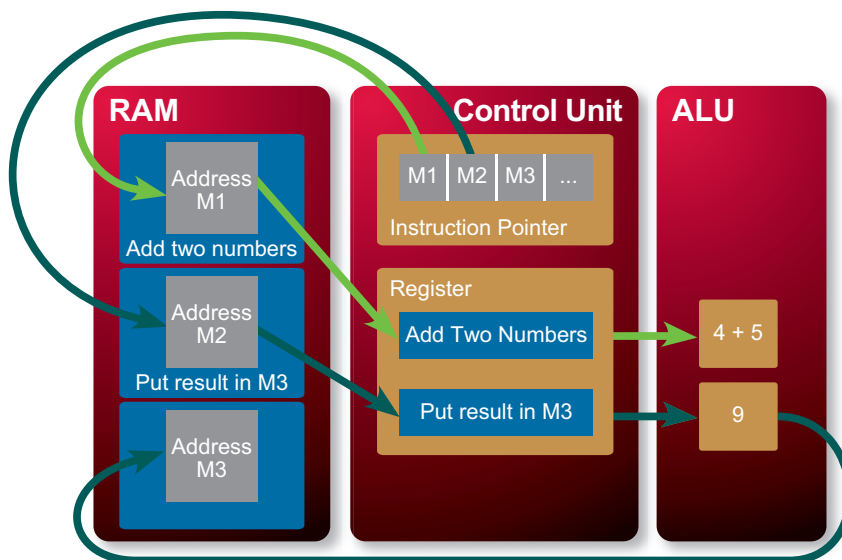 RAM
Address
M1
Add two numbers
Address
M2
Put result in M3
Address
M3
Control Unit
M1 M2 M3 ...
Instruction Pointer
Register
Add Two Numbers
Put result in M3
ALU
4 + 5
9